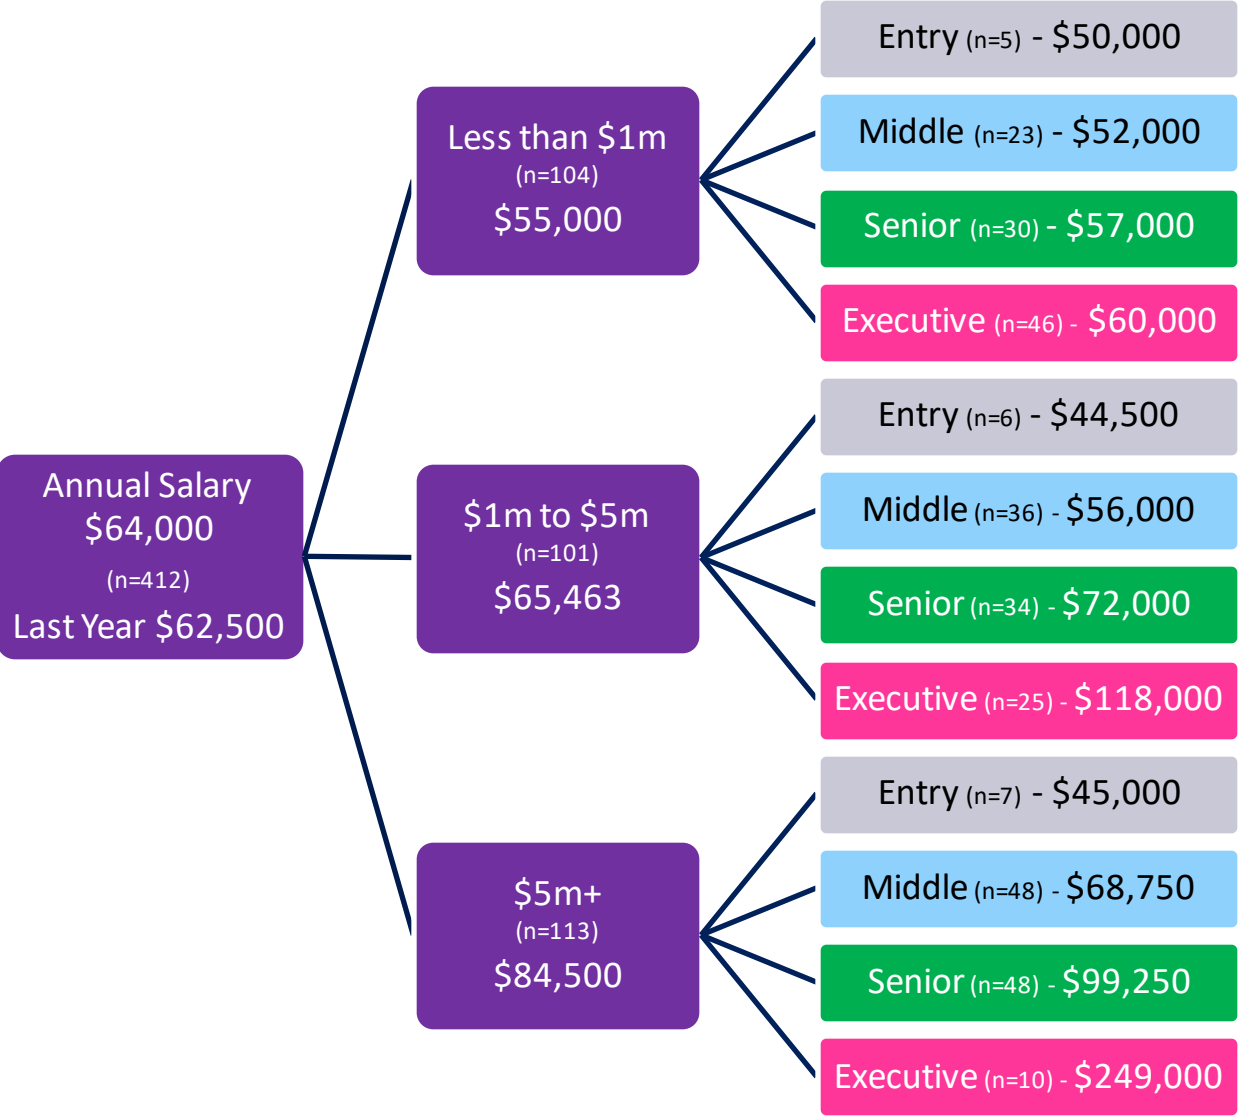 Annual Salary
$64,000
(n=412)
Last Year $62,500
Less than $1m
(n=104)
$55,000
Entry (n=5) - $50,000
Middle (n=23) - $52,000
Senior (n=30) - $57,000
Executive (n=46) - $60,000
$1m to $5m
(n=101)
$65,463
Entry (n=6) - $44,500
Middle (n=36) - $56,000
Senior (n=34) - $72,000
Executive (n=25) - $118,000
$5m+
(n=113)
$84,500
Entry (n=7) - $45,000
Middle (n=48) - $68,750
Senior (n=48) - $99,250
Executive (n=10) - $249,000